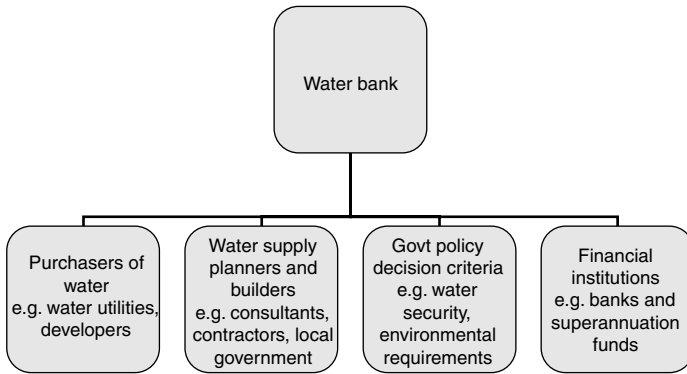 Water bank
Purchasers of
water
e.g. water utilities,
developers
Water supply
planners and
builders
e.g. consultants,
contractors, local
government
Govt policy
decision criteria
e.g. water
security,
environmental
requirements
Financial
institutions
e.g. banks and
superannuation
funds